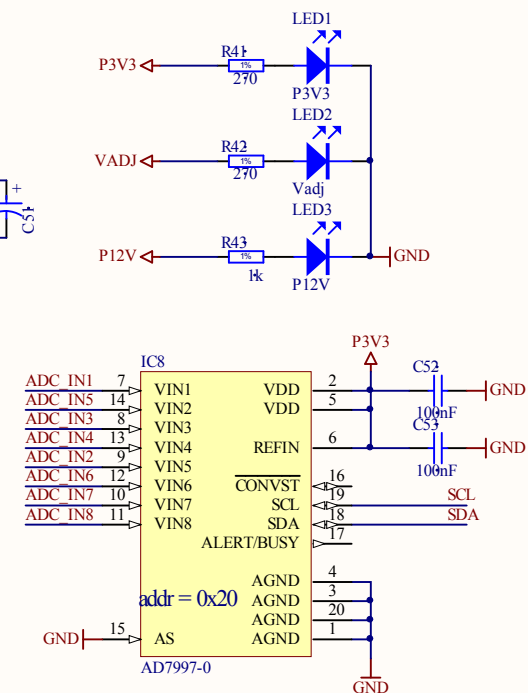 LED1
P3V3 R41 1% 270
P3V3
LED2
VADJ R42 1% 270
Vadj
LED3
P12V R43 1% 1k GND
P12V
+
C51
P3V3
IC8
C52
ADC_IN1 7 VIN1 VDD 2 GND
100nF
ADC_IN5 14 VIN2 VDD 5
C53
ADC_IN3 8 VIN3
ADC_IN4 13 VIN4 REFIN 6 GND
100nF
ADC_IN2 9 VIN5
ADC_IN6 12 VIN6 CONVST 16
ADC_IN7 10 VIN7 SCL 19 SCL
ADC_IN8 11 VIN8 SDA 18 SDA
ALERT/BUSY 17
AGND 4
addr = 0x20 AGND 3
AGND 20
GND 15 AS AGND 1
AD7997-0
GND